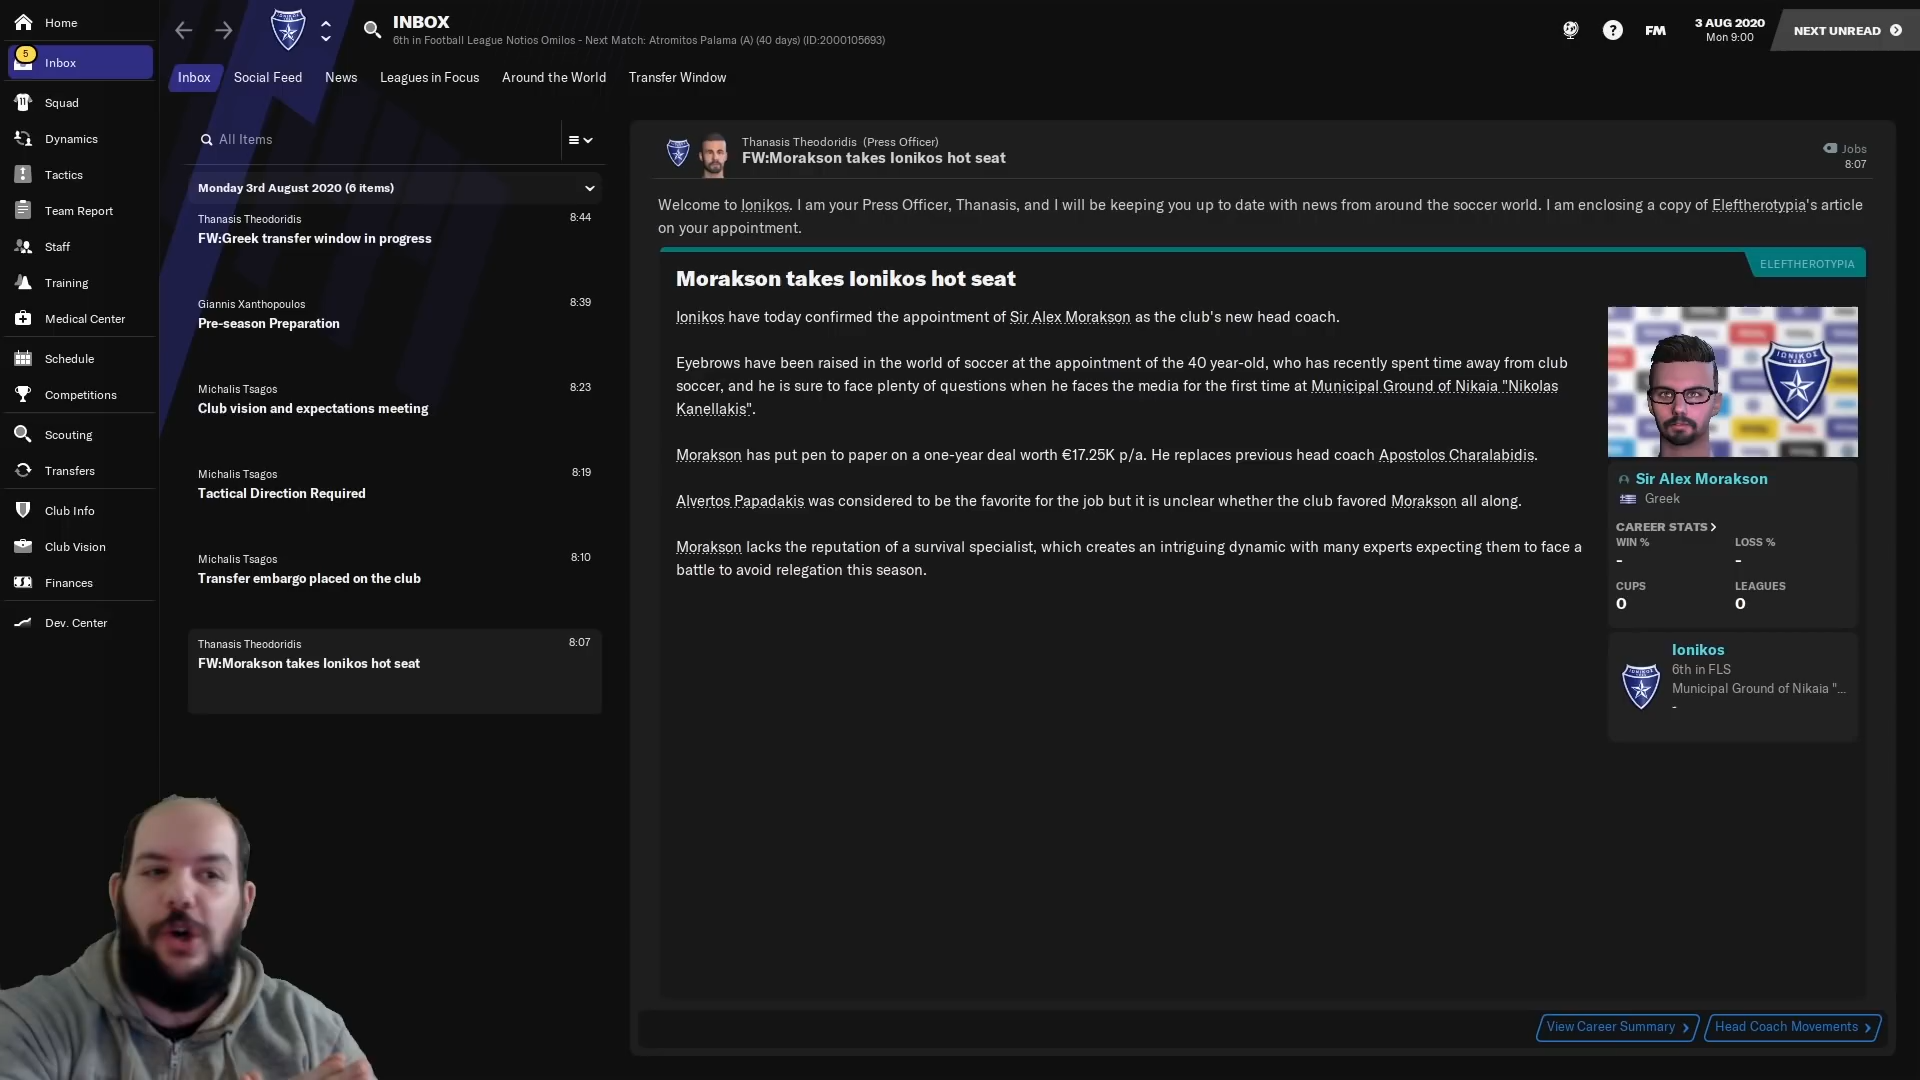 Home
5
Inbox
Squad
Dynamics
Tactics
Team Report
Staff
Training
Medical Center
Schedule
Competitions
Scouting
Transfers
Club Info
Club Vision
Finances
Dev. Center
INBOX
6th in Football League Notios Omilos - Next Match: Atromitos Palama (A) (40 days) (ID:2000105693)
FM
3 AUG 2020
Mon 9:00
NEXT UNREAD
Inbox
Social Feed
News
Leagues in Focus
Around the World
Transfer Window
All Items
Monday 3rd August 2020 (6 items)
Thanasis Theodoridis 8:44
FW:Greek transfer window in progress
Giannis Xanthopoulos 8:39
Pre-season Preparation
Michalis Tsagos 8:23
Club vision and expectations meeting
Michalis Tsagos 8:19
Tactical Direction Required
Michalis Tsagos 8:10
Transfer embargo placed on the club
Thanasis Theodoridis 8:07
FW:Morakson takes Ionikos hot seat
Thanasis Theodoridis (Press Officer)
FW:Morakson takes Ionikos hot seat
Jobs
8:07
Welcome to Ionikos. I am your Press Officer, Thanasis, and I will be keeping you up to date with news from around the soccer world. I am enclosing a copy of Eleftherotypia's article
on your appointment.
ELEFTHEROTYPIA
Morakson takes Ionikos hot seat
Ionikos have today confirmed the appointment of Sir Alex Morakson as the club's new head coach.
Eyebrows have been raised in the world of soccer at the appointment of the 40 year-old, who has recently spent time away from club
soccer, and he is sure to face plenty of questions when he faces the media for the first time at Municipal Ground of Nikaia "Nikolas
Kanellakis".
Morakson has put pen to paper on a one-year deal worth €17.25K p/a. He replaces previous head coach Apostolos Charalabidis.
Alvertos Papadakis was considered to be the favorite for the job but it is unclear whether the club favored Morakson all along.
Morakson lacks the reputation of a survival specialist, which creates an intriguing dynamic with many experts expecting them to face a
battle to avoid relegation this season.
ΙΩΝΙΚΟΣ
Sir Alex Morakson
Greek
CAREER STATS
WIN % LOSS %
- -
CUPS LEAGUES
0 0
Ionikos
6th in FLS
Municipal Ground of Nikaia "...
-
View Career Summary
Head Coach Movements